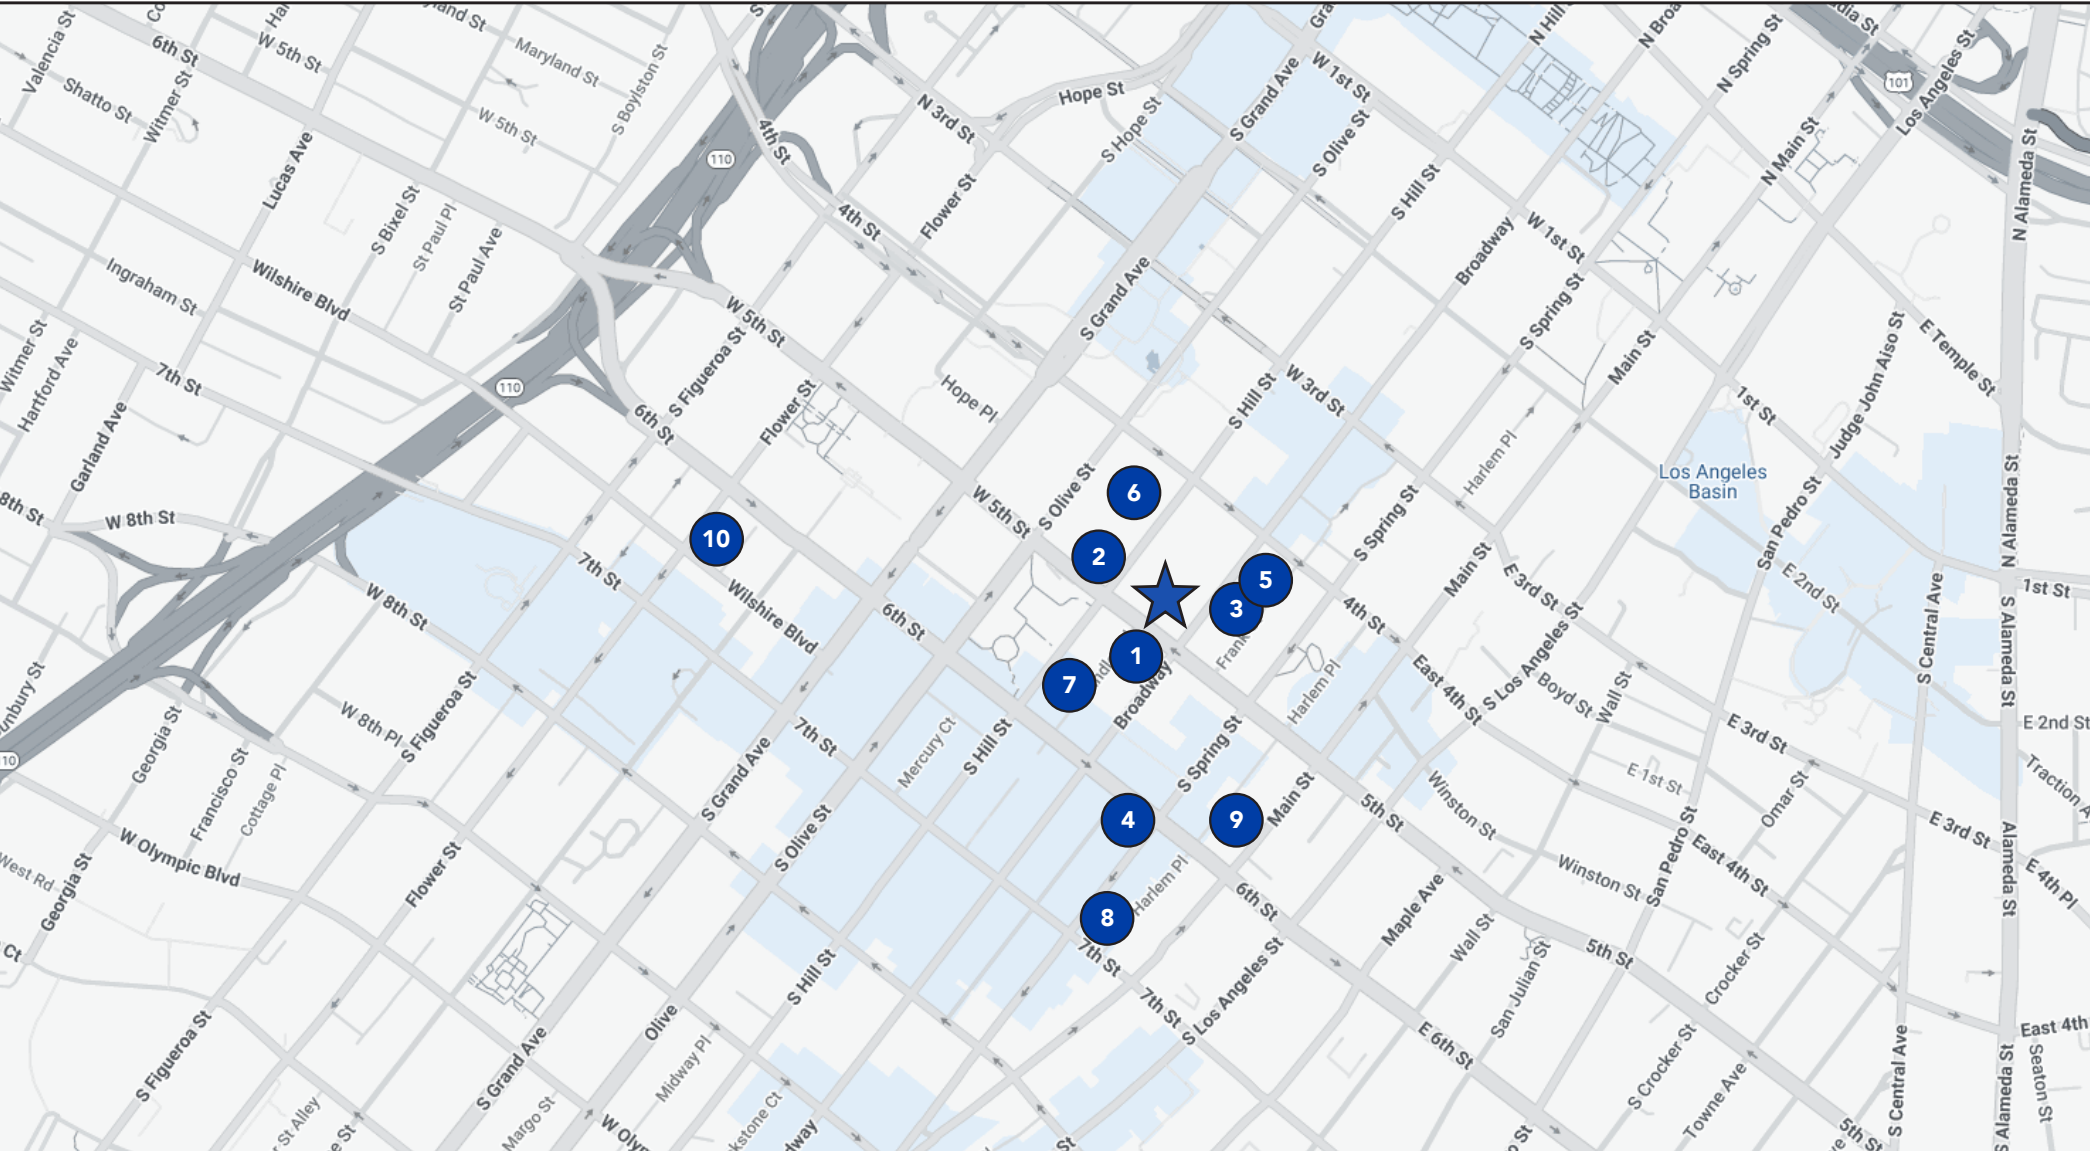 Valencia St
6th St
W 5th St
Maryland St
S Boylston St
Shatto St
Witmer St
W 5th St
Lucas Ave
S Bixel St
St Paul Pl
St Paul Ave
Ingraham St
Wilshire Blvd
Witmer St
Hartford Ave
7th St
Garland Ave
8th St
W 8th St
110
110
4th St
N 3rd St
Hope St
S Hope St
Flower St
4th St
S Grand Ave
W 1st St
S Olive St
S Hill St
N Spring St
N Main St
101
Los Angeles St
N Alameda St
Broadway
W 1st St
S Spring St
Main St
W 5th St
S Figueroa St
Flower St
6th St
S Grand Ave
Hope Pl
S Hill St
W 3rd St
Harlem Pl
1st St
Judge John Aiso St
E Temple St
Los Angeles
Basin
N Alameda St
N Alameda St
6
S Olive St
W 5th St
2
10
5
3
S Spring St
Main St
E 3rd St
San Pedro St
E 2nd St
1st St
S Central Ave
S Alameda St
7th St
Wilshire Blvd
6th St
W 8th St
1
7
Broadway
4th St
East 4th St
Harlem Pl
S Los Angeles St
Boyd St
Wall St
E 3rd St
E 2nd St
Georgia St
W 8th Pl
S Figueroa St
Francisco St
Cottage Pl
110
W Olympic Blvd
West Rd
Georgia St
Flower St
S Grand Ave
7th St
Mercury Ct
S Hill St
S Spring St
Main St
5th St
Winston St
E 1st St
Omar St
Traction A
4
9
S Olive St
Harlem Pl
6th St
Maple Ave
Winston St
San Pedro St
East 4th St
E 3rd St
E 4th Pl
Alameda St
8
7th St
Wall St
5th St
Crocker St
San Julian St
S Hill St
7th St
S Los Angeles St
E 6th St
S Figueroa St
S Grand Ave
Olive
Midway Pl
Margo St
S Crocker St
Towne Ave
5th St
S Central Ave
S Alameda St
East 4th
Seaton St